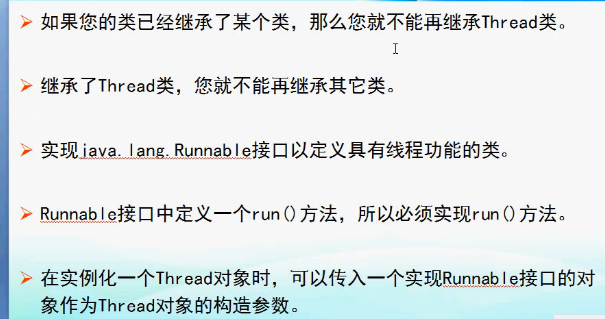 如果您的类已经继承了某个类，那么您就不能再继承Thread类。
继承了Thread类，您就不能再继承其它类。
实现java.lang.Runnable接口以定义具有线程功能的类。
Runnable接口中定义一个run()方法，所以必须实现run()方法。
在实例化一个Thread对象时，可以传入一个实现Runnable接口的对
象作为Thread对象的构造参数。